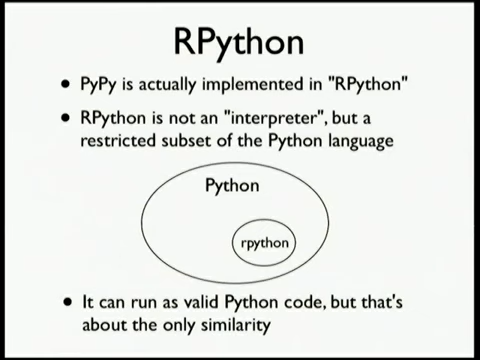 RPython
• PyPy is actually implemented in "RPython"
• RPython is not an "interpreter", but a
restricted subset of the Python language
Python
rpython
• It can run as valid Python code, but that's
about the only similarity